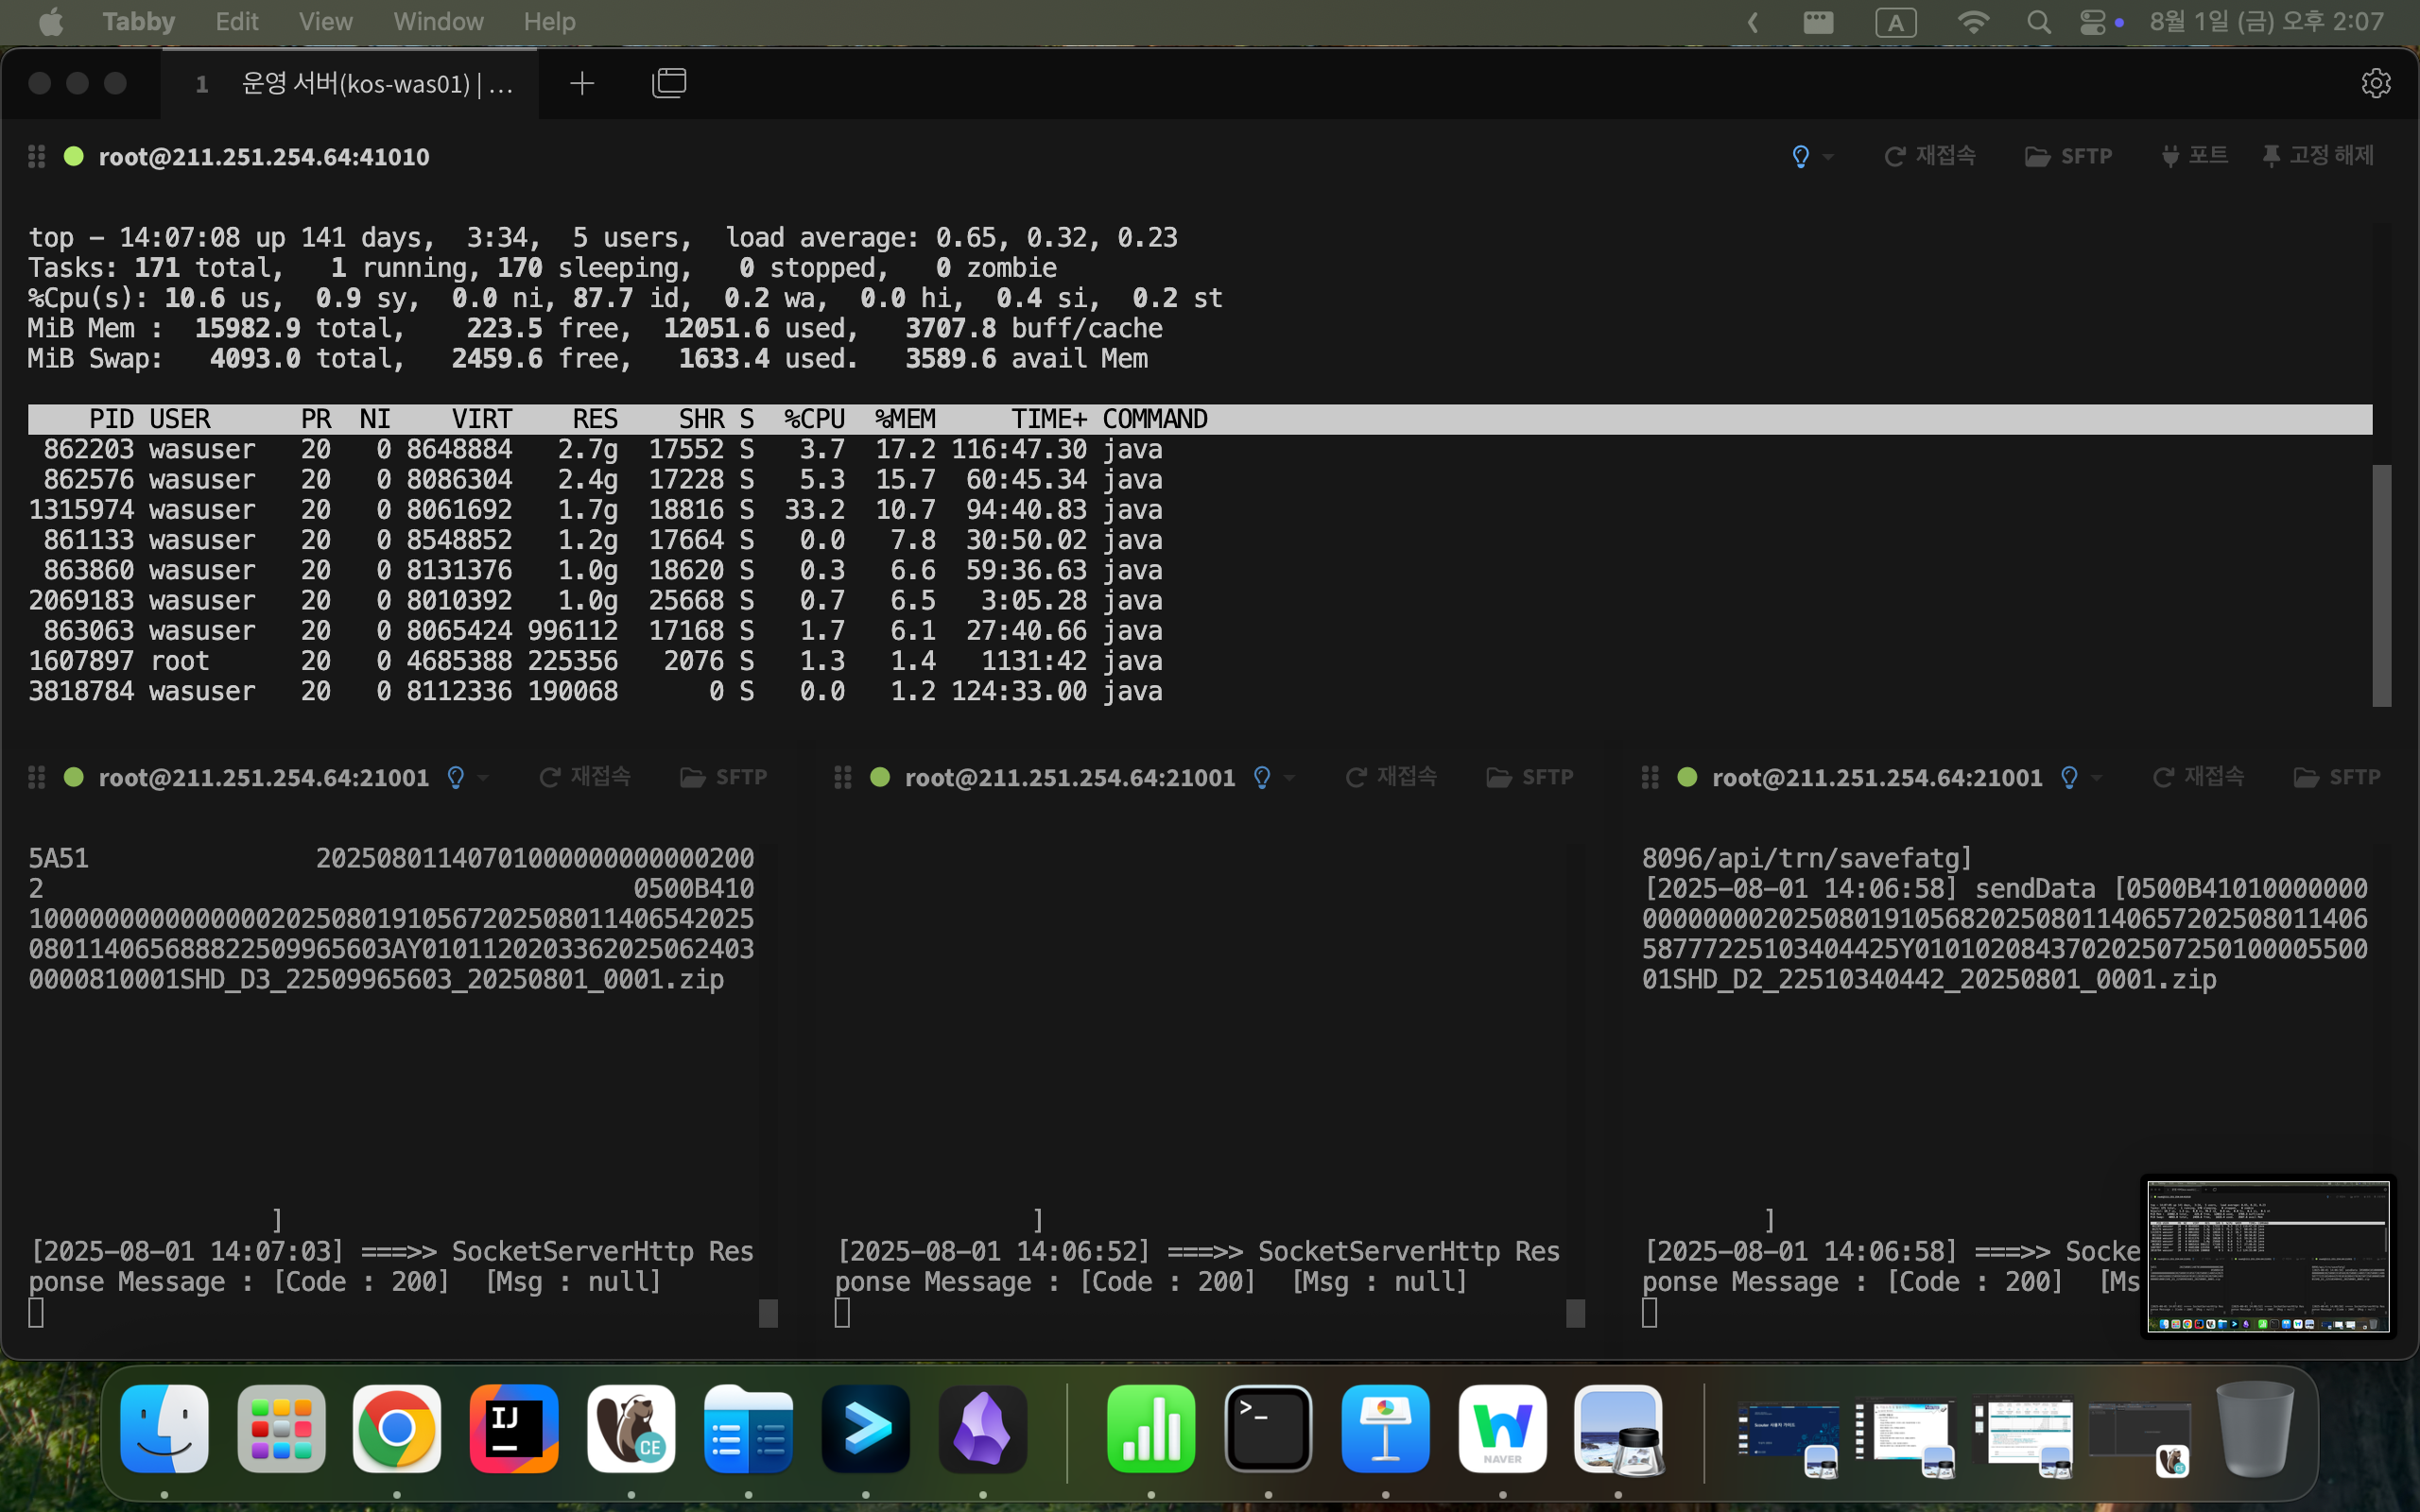 Tabby Edit View Window Help A 8월 1일 (금) 오후 2:07
1 운영 서버(kos-was01) | …
root@211.251.254.64:41010 재접속 SFTP 포트 고정 해제
top - 14:07:08 up 141 days, 3:34, 5 users, load average: 0.65, 0.32, 0.23
Tasks: 171 total, 1 running, 170 sleeping, 0 stopped, 0 zombie
%Cpu(s): 10.6 us, 0.9 sy, 0.0 ni, 87.7 id, 0.2 wa, 0.0 hi, 0.4 si, 0.2 st
MiB Mem : 15982.9 total, 223.5 free, 12051.6 used, 3707.8 buff/cache
MiB Swap: 4093.0 total, 2459.6 free, 1633.4 used. 3589.6 avail Mem
PID USER PR NI VIRT RES SHR S %CPU %MEM TIME+ COMMAND
862203 wasuser 20 0 8648884 2.7g 17552 S 3.7 17.2 116:47.30 java
862576 wasuser 20 0 8086304 2.4g 17228 S 5.3 15.7 60:45.34 java
1315974 wasuser 20 0 8061692 1.7g 18816 S 33.2 10.7 94:40.83 java
861133 wasuser 20 0 8548852 1.2g 17664 S 0.0 7.8 30:50.02 java
863860 wasuser 20 0 8131376 1.0g 18620 S 0.3 6.6 59:36.63 java
2069183 wasuser 20 0 8010392 1.0g 25668 S 0.7 6.5 3:05.28 java
863063 wasuser 20 0 8065424 996112 17168 S 1.7 6.1 27:40.66 java
1607897 root 20 0 4685388 225356 2076 S 1.3 1.4 1131:42 java
3818784 wasuser 20 0 8112336 190068 0 S 0.0 1.2 124:33.00 java
root@211.251.254.64:21001 재접속 SFTP
5A51 20250801140701000000000000200
2 0500B410
100000000000000020250801910567202508011406542025
080114065688822509965603AY0101120203362025062403
0000810001SHD_D3_22509965603_20250801_0001.zip
]
[2025-08-01 14:07:03] ===>> SocketServerHttp Res
ponse Message : [Code : 200] [Msg : null]
root@211.251.254.64:21001 재접속 SFTP
]
[2025-08-01 14:06:52] ===>> SocketServerHttp Res
ponse Message : [Code : 200] [Msg : null]
root@211.251.254.64:21001 재접속 SFTP
8096/api/trn/savefatg]
[2025-08-01 14:06:58] sendData [0500B41010000000
000000002025080191056820250801140657202508011406
587772251034044 25Y010102084370202507250100005500
01SHD_D2_22510340442_20250801_0001.zip
]
[2025-08-01 14:06:58] ===>> Socke
ponse Message : [Code : 200] [Ms
IJ
CE
>_
NAVER